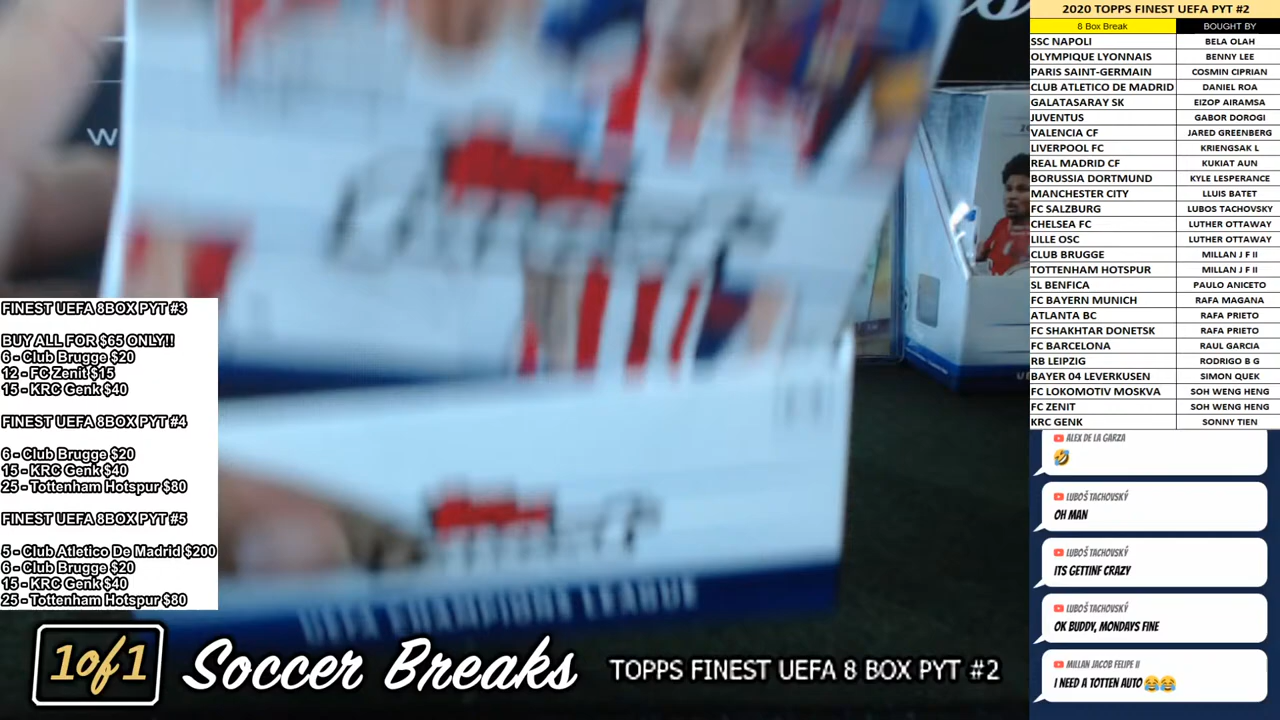 2020 TOPPS FINEST UEFA PYT #2
8 Box Break BOUGHT BY
SSC NAPOLI BELA OLAH
OLYMPIQUE LYONNAIS BENNY LEE
PARIS SAINT-GERMAIN COSMIN CIPRIAN
CLUB ATLETICO DE MADRID DANIEL ROA
GALATASARAY SK EIZOP AIRAMSA
JUVENTUS GABOR DOROGI
VALENCIA CF JARED GREENBERG
LIVERPOOL FC KRIENGSAK L
REAL MADRID CF KUKIAT AUN
BORUSSIA DORTMUND KYLE LESPERANCE
MANCHESTER CITY LLUIS BATET
FC SALZBURG LUBOS TACHOVSKY
CHELSEA FC LUTHER OTTAWAY
LILLE OSC LUTHER OTTAWAY
CLUB BRUGGE MILLAN J F II
TOTTENHAM HOTSPUR MILLAN J F II
SL BENFICA PAULO ANICETO
FC BAYERN MUNICH RAFA MAGANA
ATLANTA BC RAFA PRIETO
FC SHAKHTAR DONETSK RAFA PRIETO
FC BARCELONA RAUL GARCIA
RB LEIPZIG RODRIGO B G
BAYER 04 LEVERKUSEN SIMON QUEK
FC LOKOMOTIV MOSKVA SOH WENG HENG
FC ZENIT SOH WENG HENG
KRC GENK SONNY TIEN
FINEST UEFA 8BOX PYT #3
BUY ALL FOR $65 ONLY!!
6 - Club Brugge $20
12 - FC Zenit $15
15 - KRC Genk $40
FINEST UEFA 8BOX PYT #4
6 - Club Brugge $20
15 - KRC Genk $40
25 - Tottenham Hotspur $80
FINEST UEFA 8BOX PYT #5
5 - Club Atletico De Madrid $200
6 - Club Brugge $20
15 - KRC Genk $40
25 - Tottenham Hotspur $80
ALEX DE LA GARZA
🤣
LUBOŠ TACHOVSKÝ
OH MAN
LUBOŠ TACHOVSKÝ
ITS GETTINF CRAZY
LUBOŠ TACHOVSKÝ
OK BUDDY, MONDAYS FINE
MILLAN JACOB FELIPE II
I NEED A TOTTEN AUTO 😂😂
W
LEAGUE
1of1 Soccer Breaks TOPPS FINEST UEFA 8 BOX PYT #2